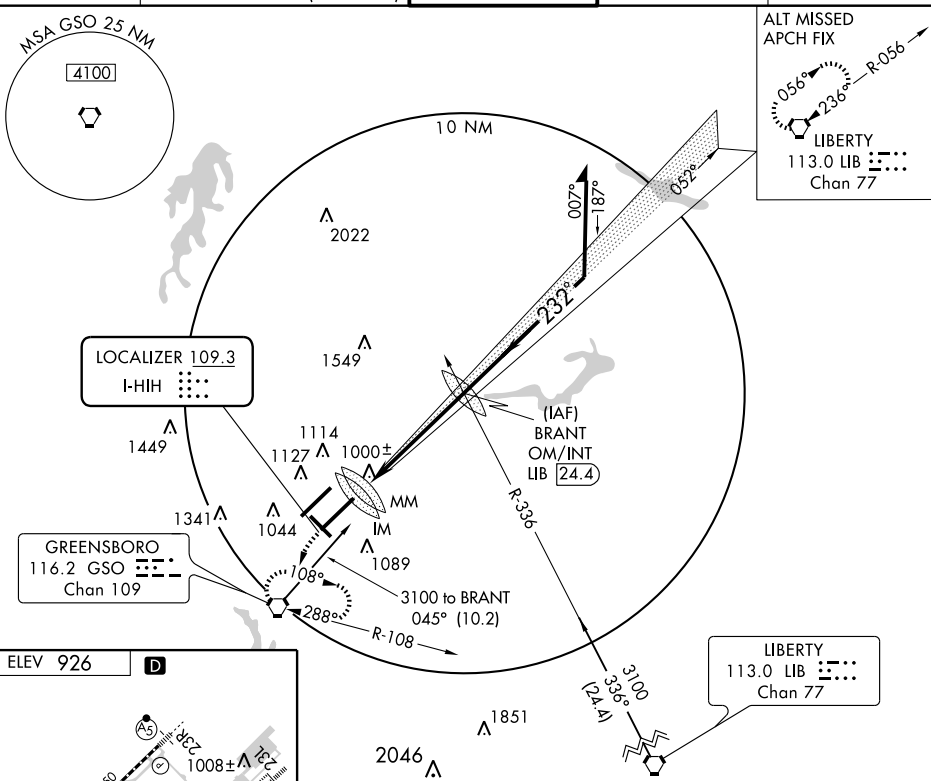 MSA GSO 25 NM
4100
ALT MISSED
APCH FIX
R-056
056°
236°
LIBERTY
113.0 LIB
Chan 77
10 NM
052°
007°
187°
2022
232°
LOCALIZER 109.3
I-HIH
1549
(IAF)
BRANT
OM/INT
LIB 24.4
1449
1114
1127
1000±
MM
IM
R-336
1341
1044
1089
GREENSBORO
116.2 GSO
Chan 109
108°
288°
R-108
3100 to BRANT
045° (10.2)
3100
336°
(24.4)
LIBERTY
113.0 LIB
Chan 77
ELEV 926
D
A5
23R
P
1008±
23L
1851
2046